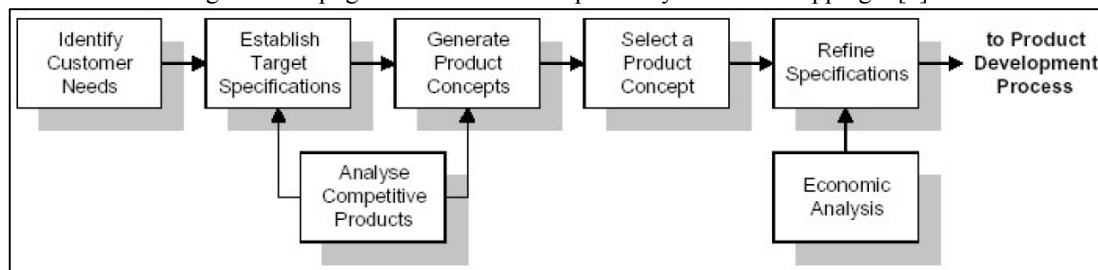 Identify
Customer
Needs
Establish
Target
Specifications
Generate
Product
Concepts
Select a
Product
Concept
Refine
Specifications
to Product
Development
Process
Analyse
Competitive
Products
Economic
Analysis